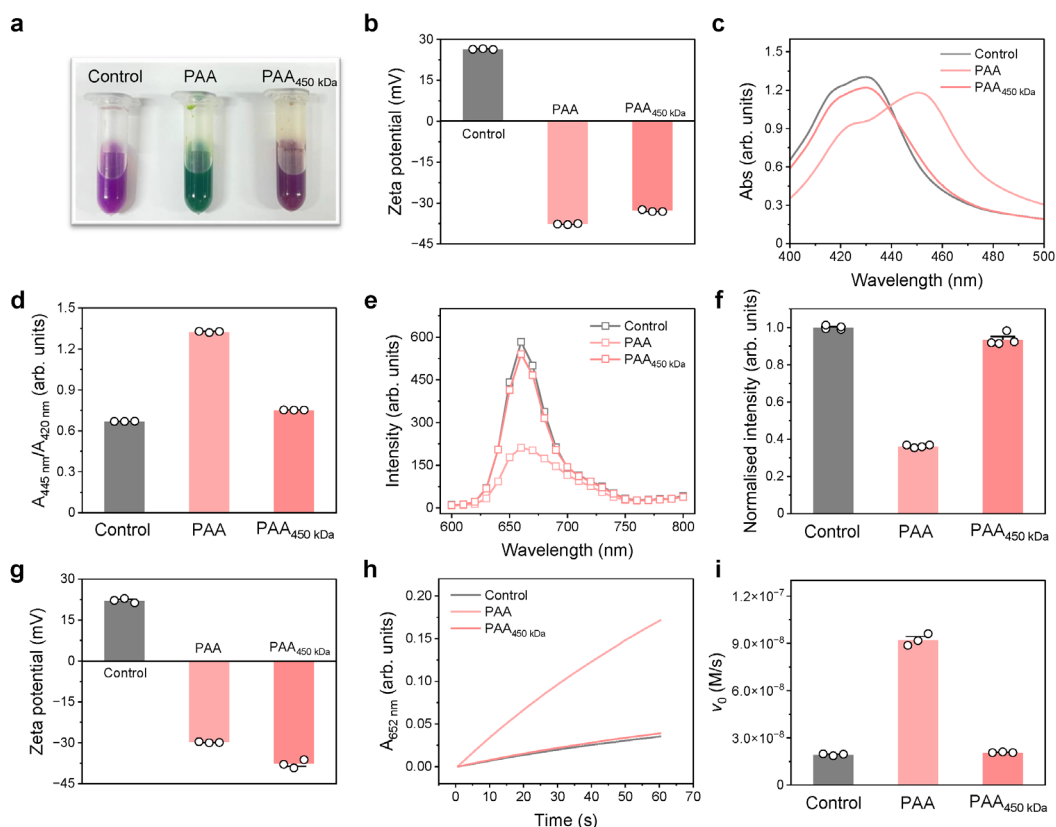 a
Control PAA PAA450 kDa
b
Zeta potential (mV)
30
15
0
−15
−30
−45
Control
PAA
PAA450 kDa
c
Abs (arb. units)
1.5
1.2
0.9
0.6
0.3
0
400 420 440 460 480 500
Wavelength (nm)
Control
PAA
PAA450 kDa
d
A445 nm/A420 nm (arb. units)
1.5
1.2
0.9
0.6
0.3
0
Control PAA PAA450 kDa
e
Intensity (arb. units)
600
450
300
150
0
600 650 700 750 800
Wavelength (nm)
Control
PAA
PAA450 kDa
f
Normalised intensity (arb. units)
1.0
0.8
0.6
0.4
0.2
0
Control PAA PAA450 kDa
g
Zeta potential (mV)
30
15
0
−15
−30
−45
Control
PAA
PAA450 kDa
h
A652 nm (arb. units)
0.20
0.15
0.10
0.05
0.00
0 10 20 30 40 50 60 70
Time (s)
Control
PAA
PAA450 kDa
i
v0 (M/s)
1.2×10−7
9.0×10−8
6.0×10−8
3.0×10−8
0
Control PAA PAA450 kDa